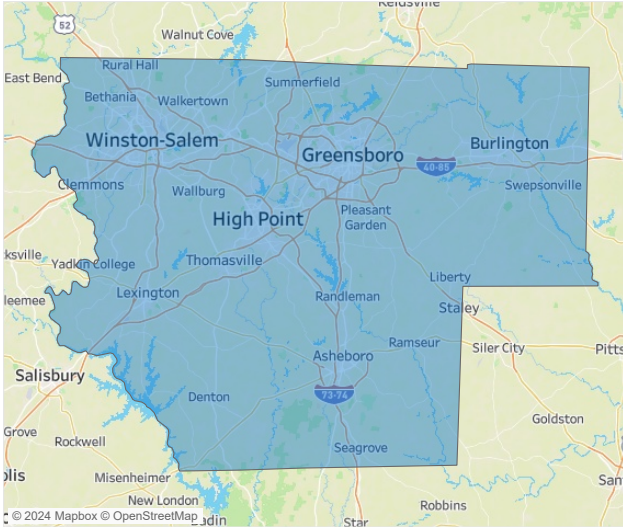 Reidsville
52
Walnut Cove
East Bend
Rural Hall
Summerfield
Bethania
Walkertown
Winston-Salem
Greensboro
Burlington
40-85
Clemmons
Wallburg
Swepsonville
High Point
Pleasant
Garden
cksville
Yadkin College
Thomasville
Liberty
leemee
Lexington
Randleman
Staley
Ramseur
Siler City
Pitts
Asheboro
Salisbury
73-74
Denton
Goldston
Grove
Rockwell
Seagrove
olis
Misenheimer
San
New London
Robbins
© 2024 Mapbox © OpenStreetMap
adin
Star